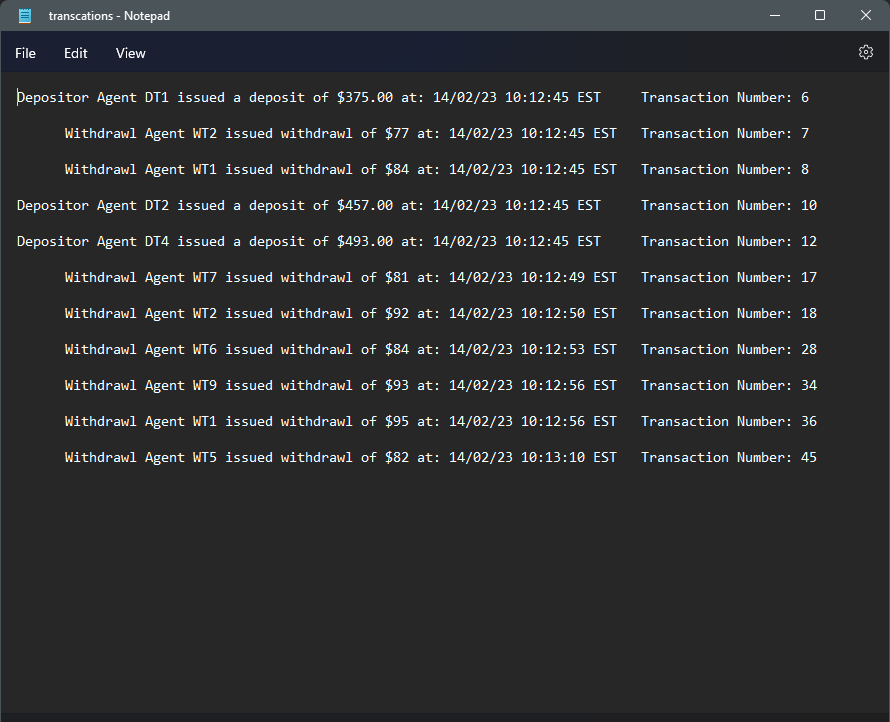 transcations - Notepad
File Edit View
Depositor Agent DT1 issued a deposit of $375.00 at: 14/02/23 10:12:45 EST Transaction Number: 6
Withdrawl Agent WT2 issued withdrawl of $77 at: 14/02/23 10:12:45 EST Transaction Number: 7
Withdrawl Agent WT1 issued withdrawl of $84 at: 14/02/23 10:12:45 EST Transaction Number: 8
Depositor Agent DT2 issued a deposit of $457.00 at: 14/02/23 10:12:45 EST Transaction Number: 10
Depositor Agent DT4 issued a deposit of $493.00 at: 14/02/23 10:12:45 EST Transaction Number: 12
Withdrawl Agent WT7 issued withdrawl of $81 at: 14/02/23 10:12:49 EST Transaction Number: 17
Withdrawl Agent WT2 issued withdrawl of $92 at: 14/02/23 10:12:50 EST Transaction Number: 18
Withdrawl Agent WT6 issued withdrawl of $84 at: 14/02/23 10:12:53 EST Transaction Number: 28
Withdrawl Agent WT9 issued withdrawl of $93 at: 14/02/23 10:12:56 EST Transaction Number: 34
Withdrawl Agent WT1 issued withdrawl of $95 at: 14/02/23 10:12:56 EST Transaction Number: 36
Withdrawl Agent WT5 issued withdrawl of $82 at: 14/02/23 10:13:10 EST Transaction Number: 45